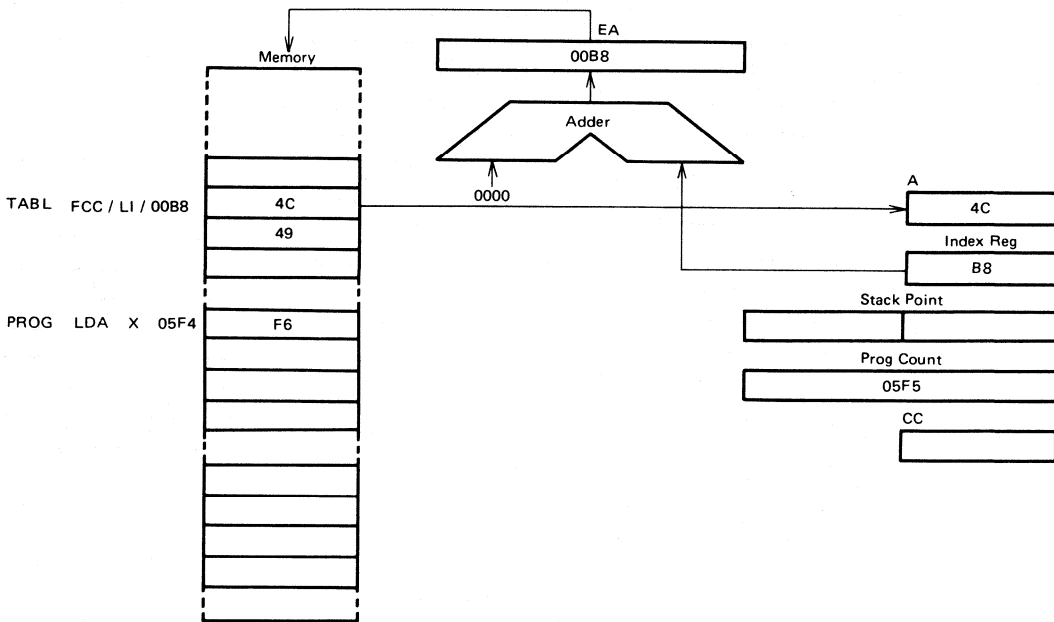 EA
Memory
00B8
Adder
0000
A
TABL FCC / LI / 00B8 4C
4C
49
Index Reg
B8
Stack Point
PROG LDA X 05F4 F6
Prog Count
05F5
CC